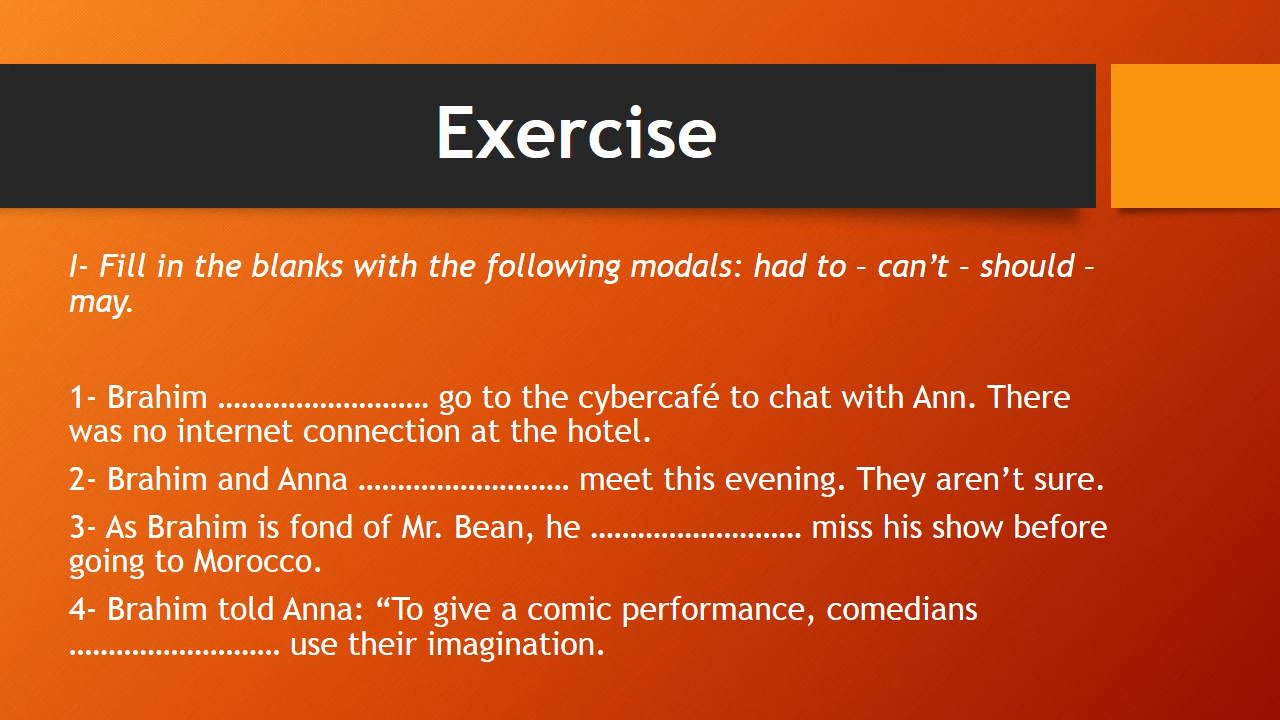 Exercise
I- Fill in the blanks with the following modals: had to – can’t – should –
may.
1- Brahim ……………………… go to the cybercafé to chat with Ann. There
was no internet connection at the hotel.
2- Brahim and Anna ……………………… meet this evening. They aren’t sure.
3- As Brahim is fond of Mr. Bean, he ……………………… miss his show before
going to Morocco.
4- Brahim told Anna: “To give a comic performance, comedians
……………………… use their imagination.